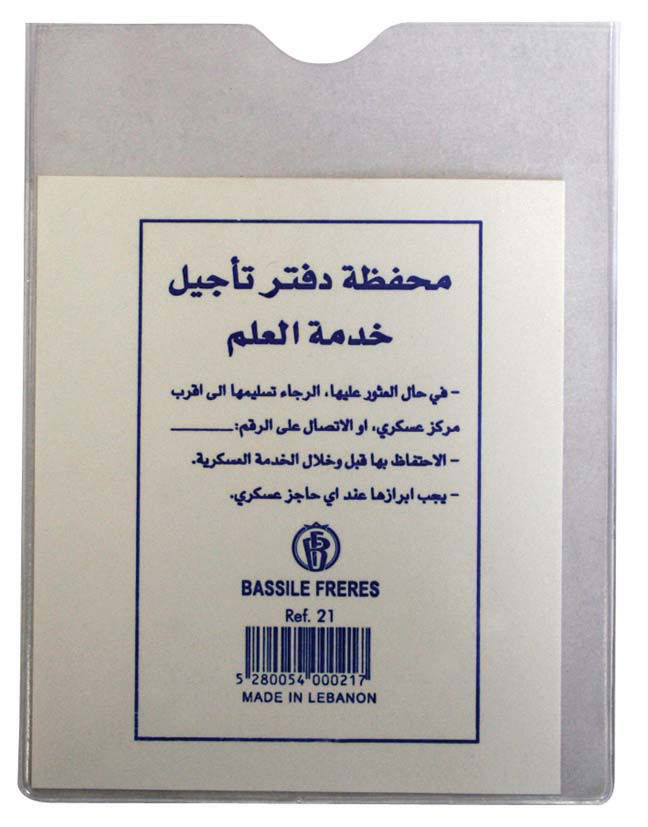 محفظة دفتر تأجيل
خدمة العلم
- في حال العثور عليها، الرجاء تسليمها الى اقرب
مركز عسكري، او الاتصال على الرقم: ________
- الاحتفاظ بها قبل وخلال الخدمة العسكرية.
- يجب ابرازها عند اي حاجز عسكري.
BASSILE FRERES
Ref. 21
5 280054 000217
MADE IN LEBANON